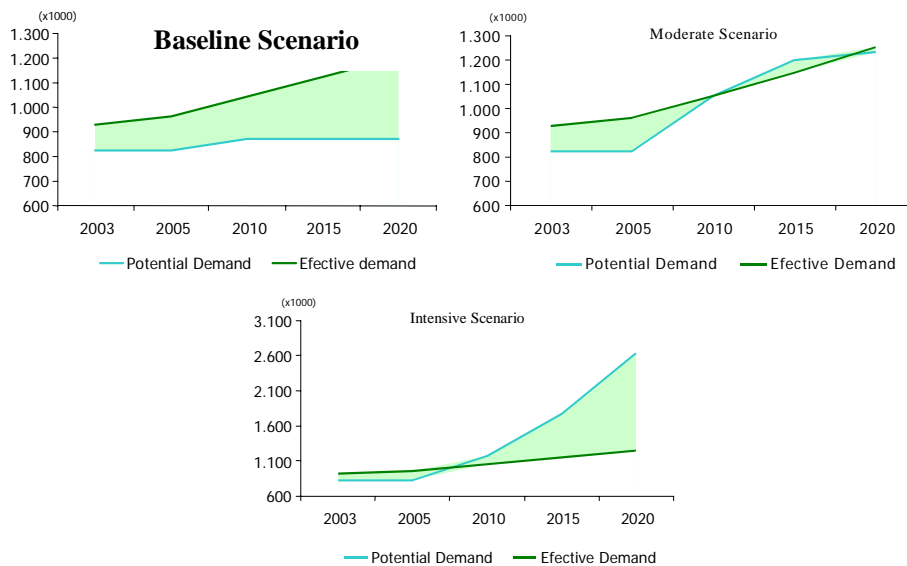 (x1000)
Baseline Scenario
1.300
1.200
1.100
1.000
900
800
700
600
2003 2005 2010 2015 2020
Potential Demand Efective demand
(x1000)
Moderate Scenario
1.300
1.200
1.100
1.000
900
800
700
600
2003 2005 2010 2015 2020
Potential Demand Efective Demand
(x1000)
Intensive Scenario
3.100
2.600
2.100
1.600
1.100
600
2003 2005 2010 2015 2020
Potential Demand Efective Demand